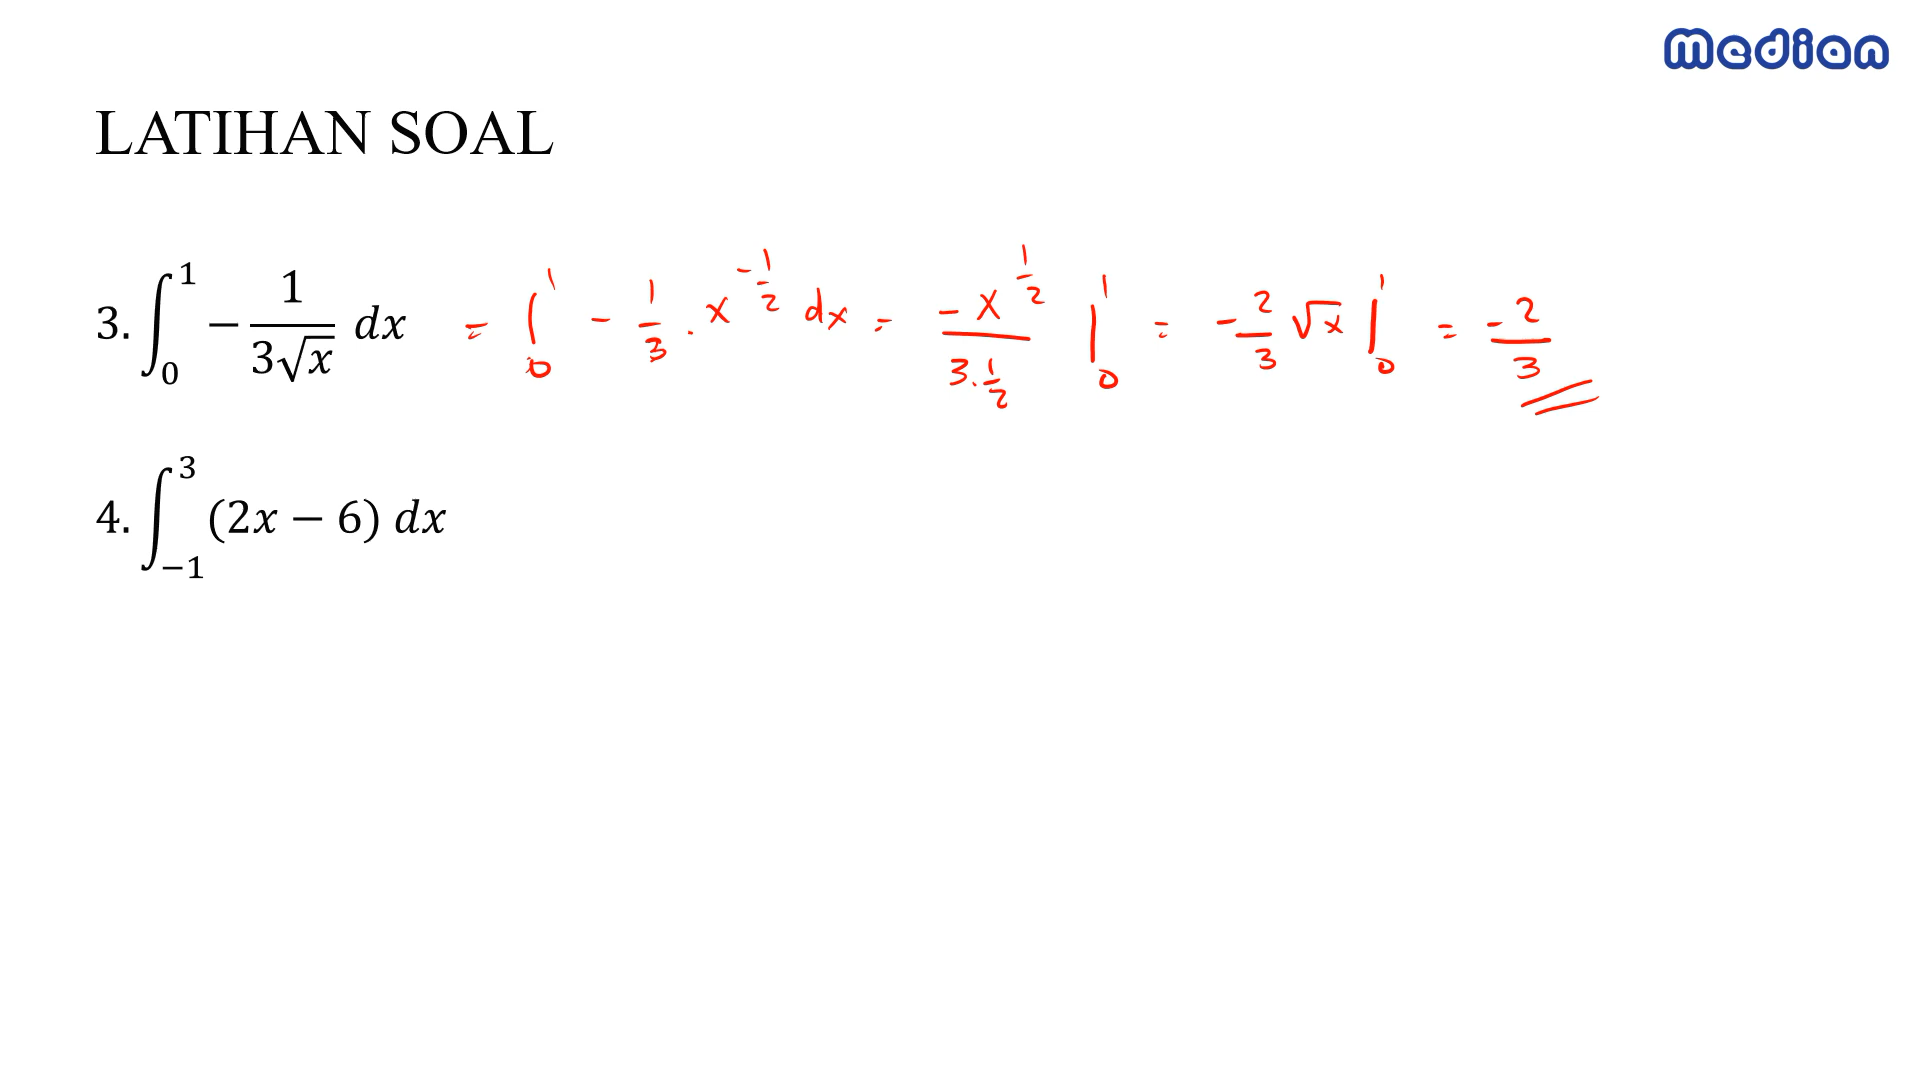 Median
LATIHAN SOAL
3. ∫₀¹ −1/(3√x) dx = ∫₀¹ −1/3 . x^(−1/2) dx = −x^(1/2)/(3 . 1/2) |₀¹ = −2/3 √x |₀¹ = −2/3
4. ∫₋₁³ (2x − 6) dx